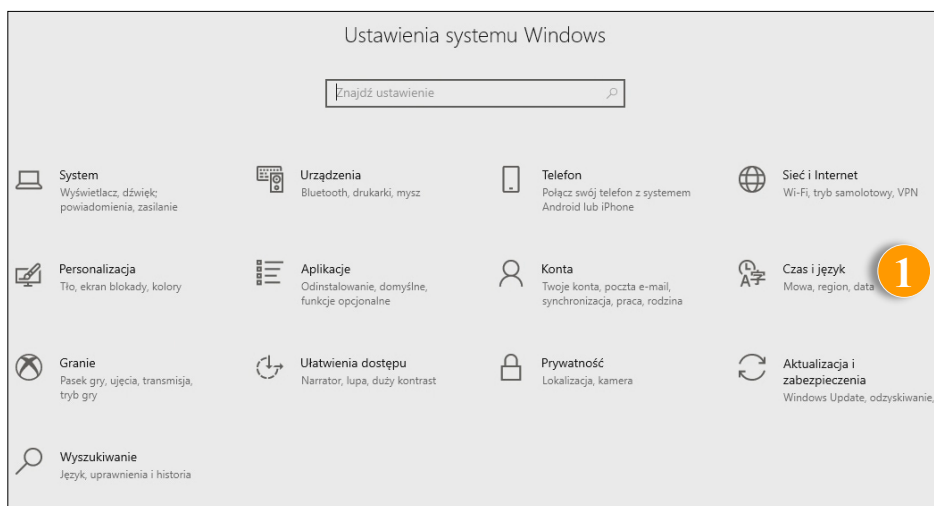 Ustawienia systemu Windows
Znajdź ustawienie
System
Wyświetlacz, dźwięk;
powiadomienia, zasilanie
Urządzenia
Bluetooth, drukarki, mysz
Telefon
Połącz swój telefon z systemem
Android lub iPhone
Sieć i Internet
Wi-Fi, tryb samolotowy, VPN
Personalizacja
Tło, ekran blokady, kolory
Aplikacje
Odinstalowanie, domyślne,
funkcje opcjonalne
Konta
Twoje konta, poczta e-mail,
synchronizacja, praca, rodzina
Czas i język
Mowa, region, data
1
Granie
Pasek gry, ujęcia, transmisja,
tryb gry
Ułatwienia dostępu
Narrator, lupa, duży kontrast
Prywatność
Lokalizacja, kamera
Aktualizacja i
zabezpieczenia
Windows Update, odzyskiwanie,
Wyszukiwanie
Język, uprawnienia i historia